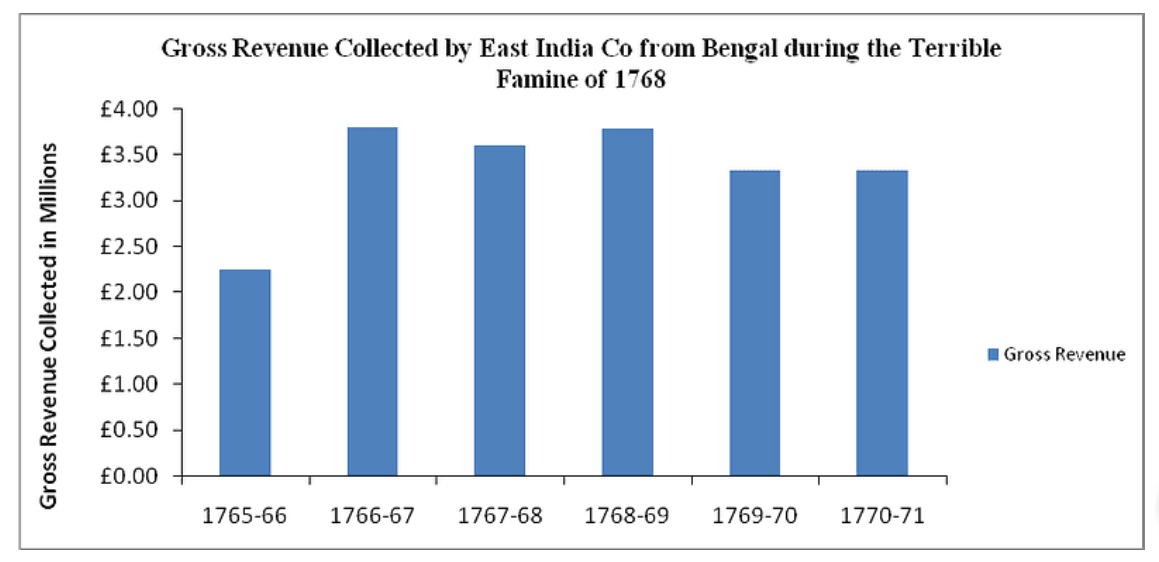 Gross Revenue Collected by East India Co from Bengal during the Terrible
Famine of 1768
Gross Revenue Collected in Millions
£4.00
£3.50
£3.00
£2.50
£2.00
£1.50
£1.00
£0.50
£0.00
1765-66 1766-67 1767-68 1768-69 1769-70 1770-71
Gross Revenue